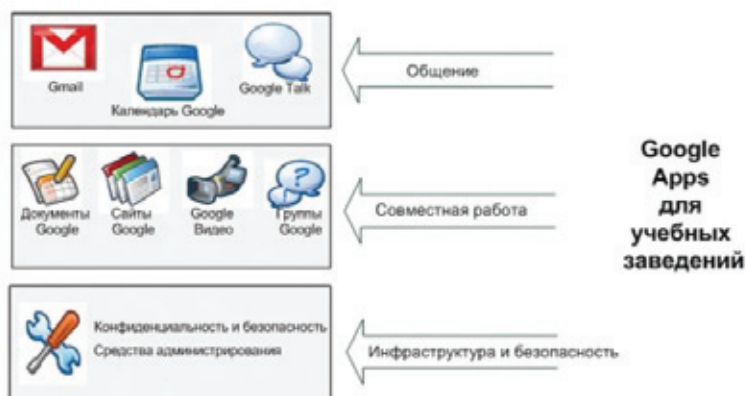 Gmail
Календарь Google
Google Talk
Общение
Документы
Google
Сайты
Google
Google
Видео
Группы
Google
Совместная работа
Google
Apps
для
учебных
заведений
Конфиденциальность и безопасность
Средства администрирования
Инфраструктура и безопасность